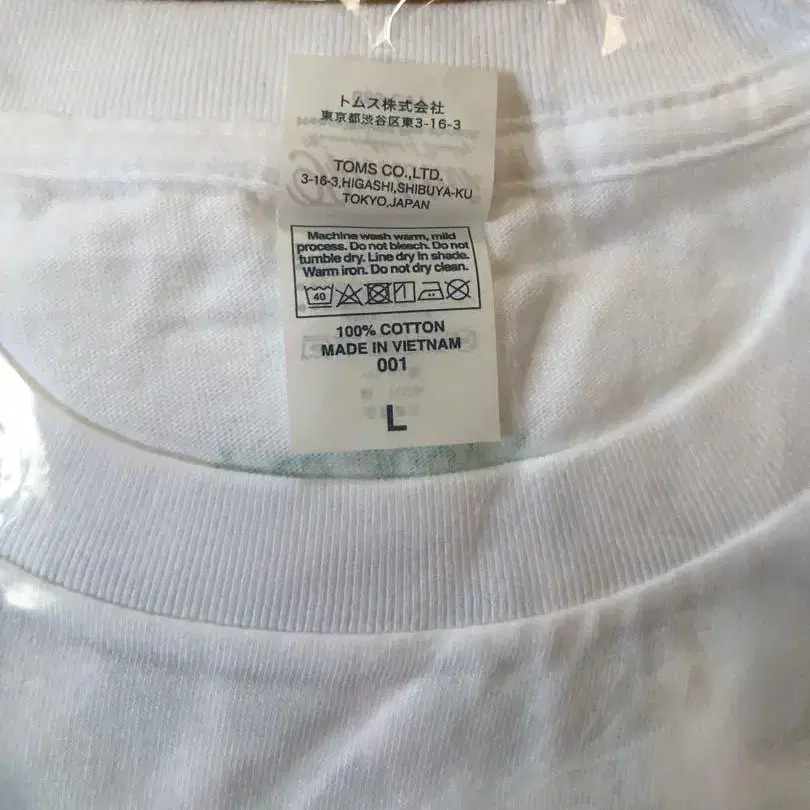 トムス株式会社
東京都渋谷区東3-16-3
TOMS CO.,LTD.
3-16-3,HIGASHI,SHIBUYA-KU
TOKYO,JAPAN
Machine wash warm, mild
process. Do not bleach. Do not
tumble dry. Line dry in shade.
Warm iron. Do not dry clean.
40
100% COTTON
MADE IN VIETNAM
001
L